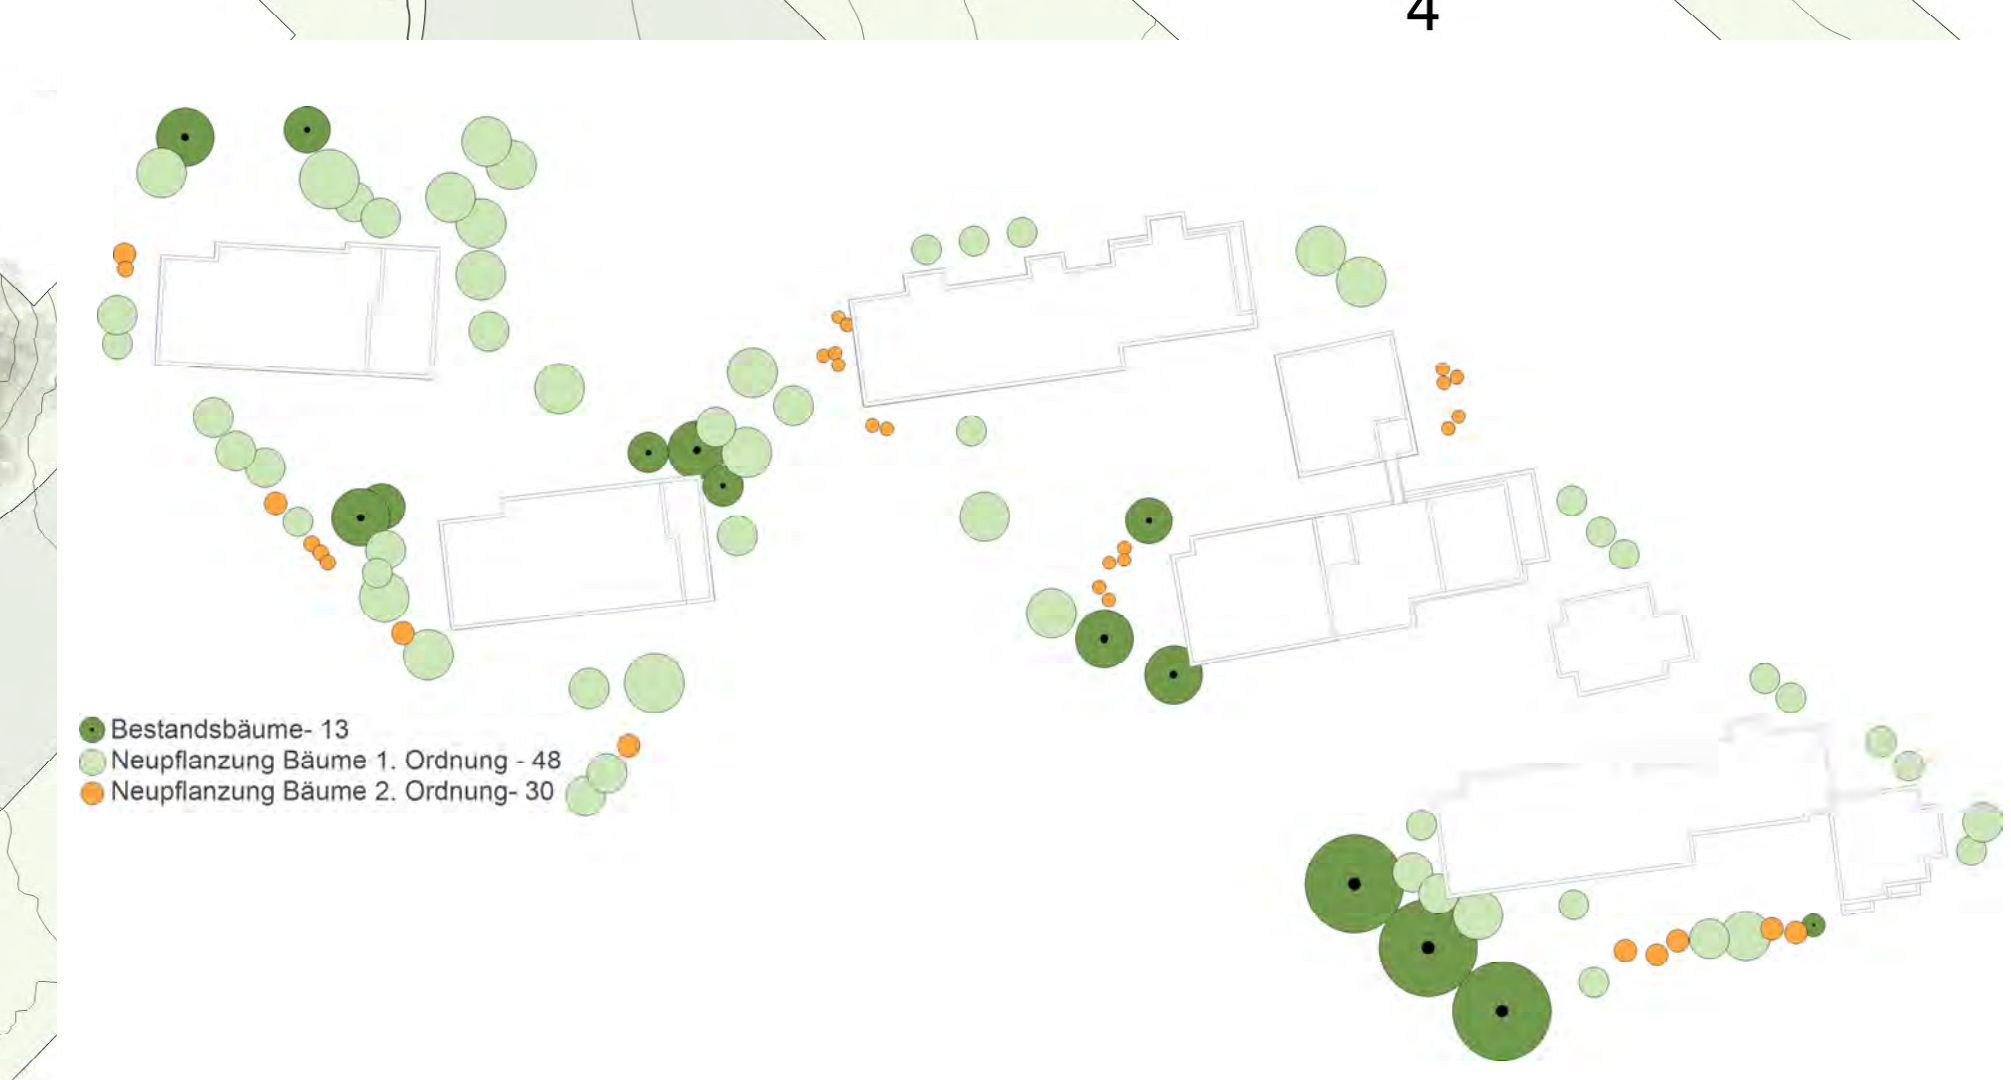 4
Bestandsbäume- 13
Neupflanzung Bäume 1. Ordnung - 48
Neupflanzung Bäume 2. Ordnung- 30